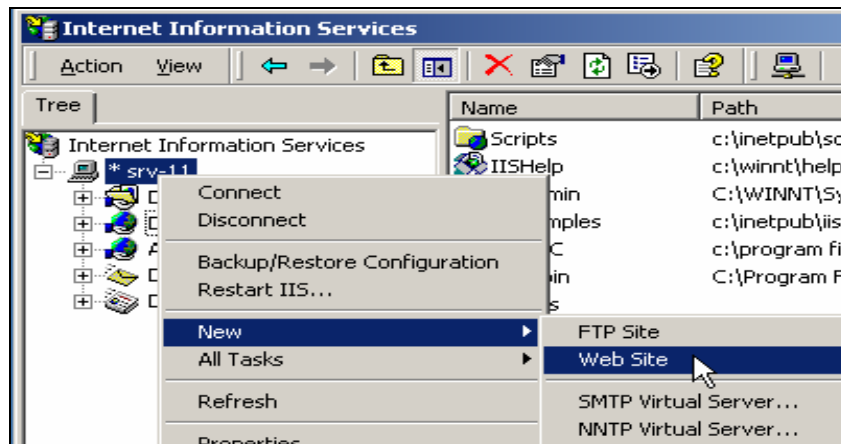 Internet Information Services
Action View
Tree
Name Path
Internet Information Services
* srv-11
Scripts c:\inetpub\sc
IISHelp c:\winnt\help
min C:\WINNT\Sy
mples c:\inetpub\iis
C c:\program fi
in C:\Program F
s
D
D
A
D
D
Connect
Disconnect
Backup/Restore Configuration
Restart IIS...
New
All Tasks
Refresh
Properties
FTP Site
Web Site
SMTP Virtual Server...
NNTP Virtual Server...